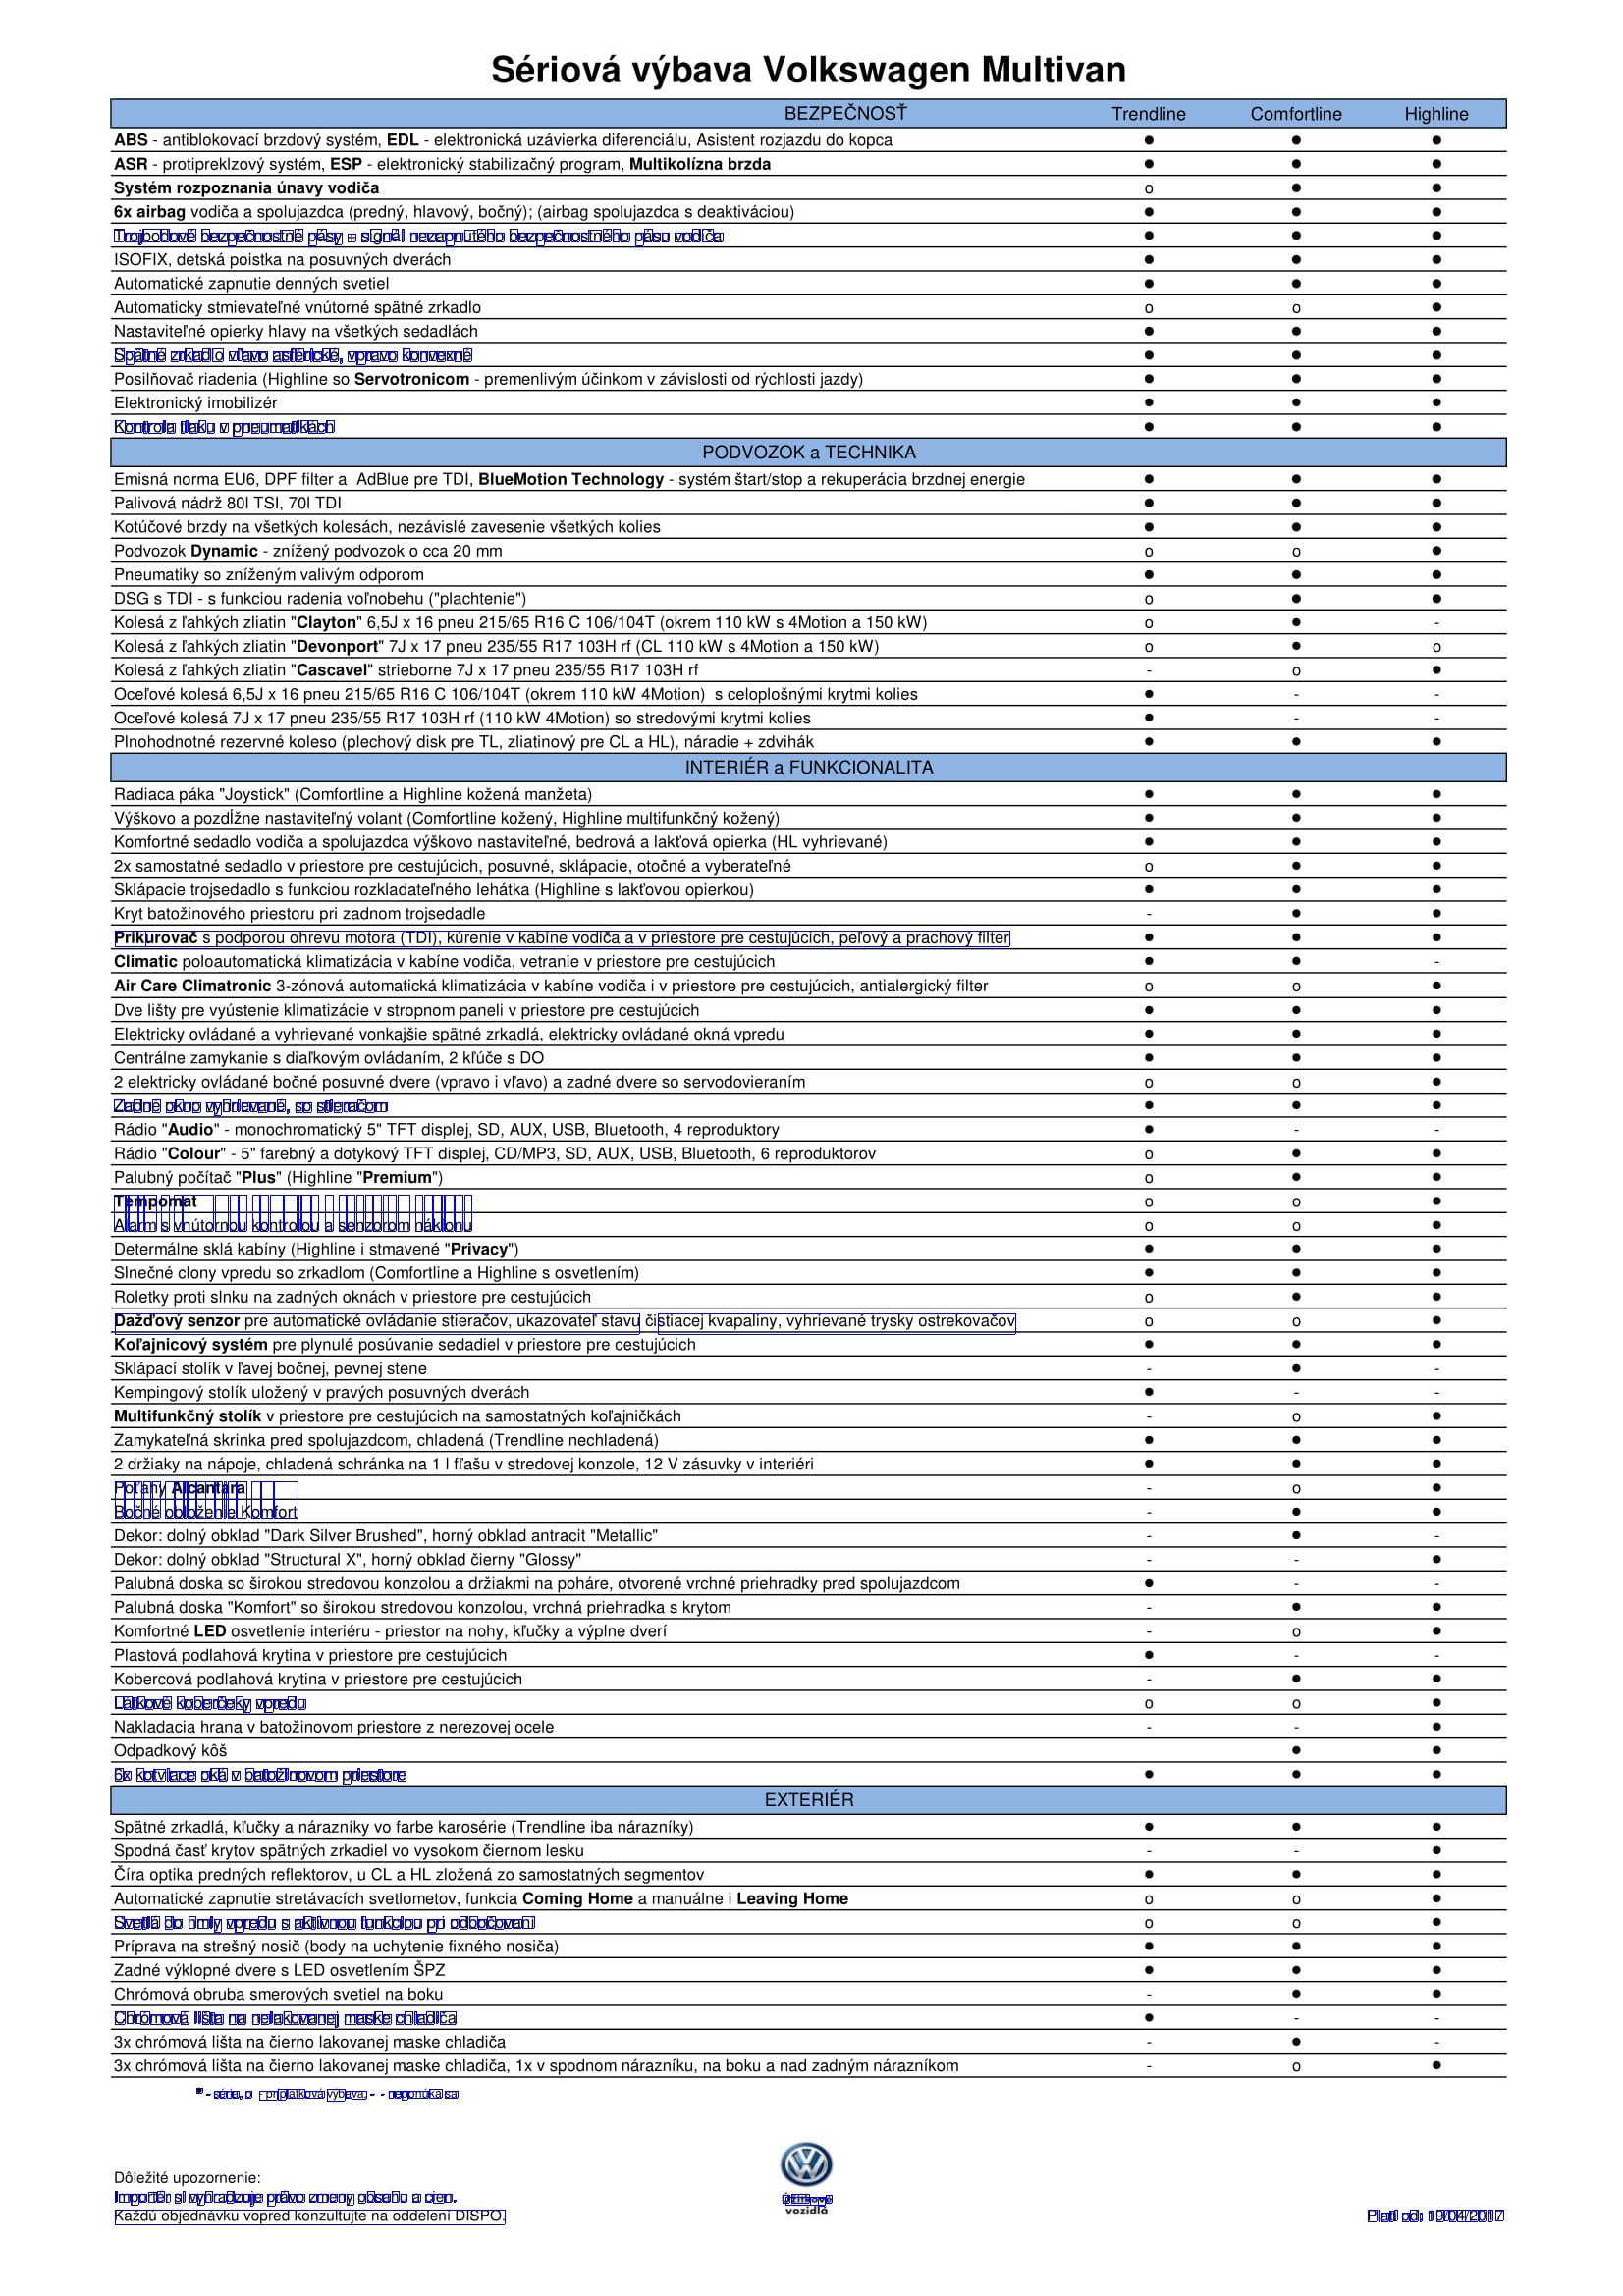 Sériová výbava Volkswagen Multivan
BEZPEČNOSŤ Trendline Comfortline Highline
ABS - antiblokovací brzdový systém, EDL - elektronická uzávierka diferenciálu, Asistent rozjazdu do kopca ● ● ●
ASR - protipreklzový systém, ESP - elektronický stabilizačný program, Multikolízna brzda ● ● ●
Systém rozpoznania únavy vodiča o ● ●
6x airbag vodiča a spolujazdca (predný, hlavový, bočný); (airbag spolujazdca s deaktiváciou) ● ● ●
Trojbodové bezpečnostné pásy + signál nezapnutého bezpečnostného pásu vodiča ● ● ●
ISOFIX, detská poistka na posuvných dverách ● ● ●
Automatické zapnutie denných svetiel ● ● ●
Automaticky stmievateľné vnútorné spätné zrkadlo o o ●
Nastaviteľné opierky hlavy na všetkých sedadlách ● ● ●
Spätné zrkadlo vľavo asférické, vpravo konvexné ● ● ●
Posilňovač riadenia (Highline so Servotronicom - premenlivým účinkom v závislosti od rýchlosti jazdy) ● ● ●
Elektronický imobilizér ● ● ●
Kontrola tlaku v pneumatikách ● ● ●
PODVOZOK a TECHNIKA
Emisná norma EU6, DPF filter a  AdBlue pre TDI, BlueMotion Technology - systém štart/stop a rekuperácia brzdnej energie ● ● ●
Palivová nádrž 80l TSI, 70l TDI ● ● ●
Kotúčové brzdy na všetkých kolesách, nezávislé zavesenie všetkých kolies ● ● ●
Podvozok Dynamic - znížený podvozok o cca 20 mm o o ●
Pneumatiky so zníženým valivým odporom ● ● ●
DSG s TDI - s funkciou radenia voľnobehu ("plachtenie") o ● ●
Kolesá z ľahkých zliatin "Clayton" 6,5J x 16 pneu 215/65 R16 C 106/104T (okrem 110 kW s 4Motion a 150 kW) o ● -
Kolesá z ľahkých zliatin "Devonport" 7J x 17 pneu 235/55 R17 103H rf (CL 110 kW s 4Motion a 150 kW) o ● o
Kolesá z ľahkých zliatin "Cascavel" strieborne 7J x 17 pneu 235/55 R17 103H rf - o ●
Oceľové kolesá 6,5J x 16 pneu 215/65 R16 C 106/104T (okrem 110 kW 4Motion)  s celoplošnými krytmi kolies ● - -
Oceľové kolesá 7J x 17 pneu 235/55 R17 103H rf (110 kW 4Motion) so stredovými krytmi kolies ● - -
Plnohodnotné rezervné koleso (plechový disk pre TL, zliatinový pre CL a HL), náradie + zdvihák ● ● ●
INTERIÉR a FUNKCIONALITA
Radiaca páka "Joystick" (Comfortline a Highline kožená manžeta) ● ● ●
Výškovo a pozdĺžne nastaviteľný volant (Comfortline kožený, Highline multifunkčný kožený) ● ● ●
Komfortné sedadlo vodiča a spolujazdca výškovo nastaviteľné, bedrová a lakťová opierka (HL vyhrievané) ● ● ●
2x samostatné sedadlo v priestore pre cestujúcich, posuvné, sklápacie, otočné a vyberateľné o ● ●
Sklápacie trojsedadlo s funkciou rozkladateľného lehátka (Highline s lakťovou opierkou) ● ● ●
Kryt batožinového priestoru pri zadnom trojsedadle - ● ●
Prikurovač s podporou ohrevu motora (TDI), kúrenie v kabíne vodiča a v priestore pre cestujúcich, peľový a prachový filter ● ● ●
Climatic poloautomatická klimatizácia v kabíne vodiča, vetranie v priestore pre cestujúcich ● ● -
Air Care Climatronic 3-zónová automatická klimatizácia v kabíne vodiča i v priestore pre cestujúcich, antialergický filter o o ●
Dve lišty pre vyústenie klimatizácie v stropnom paneli v priestore pre cestujúcich ● ● ●
Elektricky ovládané a vyhrievané vonkajšie spätné zrkadlá, elektricky ovládané okná vpredu ● ● ●
Centrálne zamykanie s diaľkovým ovládaním, 2 kľúče s DO ● ● ●
2 elektricky ovládané bočné posuvné dvere (vpravo i vľavo) a zadné dvere so servodovieraním o o ●
Zadné okno vyhrievané, so stieračom ● ● ●
Rádio "Audio" - monochromatický 5" TFT displej, SD, AUX, USB, Bluetooth, 4 reproduktory ● - -
Rádio "Colour" - 5" farebný a dotykový TFT displej, CD/MP3, SD, AUX, USB, Bluetooth, 6 reproduktorov o ● ●
Palubný počítač "Plus" (Highline "Premium") o ● ●
Tempomat o o ●
Alarm s vnútornou kontrolou a senzorom náklonu o o ●
Determálne sklá kabíny (Highline i stmavené "Privacy") ● ● ●
Slnečné clony vpredu so zrkadlom (Comfortline a Highline s osvetlením) ● ● ●
Roletky proti slnku na zadných oknách v priestore pre cestujúcich o ● ●
Dažďový senzor pre automatické ovládanie stieračov, ukazovateľ stavu čistiacej kvapaliny, vyhrievané trysky ostrekovačov o o ●
Koľajnicový systém pre plynulé posúvanie sedadiel v priestore pre cestujúcich ● ● ●
Sklápací stolík v ľavej bočnej, pevnej stene - ● -
Kempingový stolík uložený v pravých posuvných dverách ● - -
Multifunkčný stolík v priestore pre cestujúcich na samostatných koľajničkách - o ●
Zamykateľná skrinka pred spolujazdcom, chladená (Trendline nechladená) ● ● ●
2 držiaky na nápoje, chladená schránka na 1 l fľašu v stredovej konzole, 12 V zásuvky v interiéri ● ● ●
Poťahy Alcantara - o ●
Bočné obloženie Komfort - ● ●
Dekor: dolný obklad "Dark Silver Brushed", horný obklad antracit "Metallic" - ● -
Dekor: dolný obklad "Structural X", horný obklad čierny "Glossy" - - ●
Palubná doska so širokou stredovou konzolou a držiakmi na poháre, otvorené vrchné priehradky pred spolujazdcom ● - -
Palubná doska "Komfort" so širokou stredovou konzolou, vrchná priehradka s krytom - ● ●
Komfortné LED osvetlenie interiéru - priestor na nohy, kľučky a výplne dverí - o ●
Plastová podlahová krytina v priestore pre cestujúcich ● - -
Kobercová podlahová krytina v priestore pre cestujúcich - ● ●
Látkové koberčeky vpredu o o ●
Nakladacia hrana v batožinovom priestore z nerezovej ocele - - ●
Odpadkový kôš ● ●
6x kotviace oká v batožinovom priestore ● ● ●
EXTERIÉR
Spätné zrkadlá, kľučky a nárazníky vo farbe karosérie (Trendline iba nárazníky) ● ● ●
Spodná časť krytov spätných zrkadiel vo vysokom čiernom lesku - - ●
Číra optika predných reflektorov, u CL a HL zložená zo samostatných segmentov ● ● ●
Automatické zapnutie stretávacích svetlometov, funkcia Coming Home a manuálne i Leaving Home o o ●
Svetlá do hmly vpredu s aktívnou funkciou pri odbočovaní o o ●
Príprava na strešný nosič (body na uchytenie fixného nosiča) ● ● ●
Zadné výklopné dvere s LED osvetlením ŠPZ ● ● ●
Chrómová obruba smerových svetiel na boku - ● ●
Chrómová lišta na nelakovanej maske chladiča ● - -
3x chrómová lišta na čierno lakovanej maske chladiča - ● -
3x chrómová lišta na čierno lakovanej maske chladiča, 1x v spodnom nárazníku, na boku a nad zadným nárazníkom - o ●
● - séria, o - príplatková výbava, - - neponúka sa
Dôležité upozornenie:
Importér si vyhradzuje právo zmeny obsahu a cien.
Úžitkové
vozidlá
Každú objednávku vopred konzultujte na oddelení DISPO.
Platí od: 19/04/2017